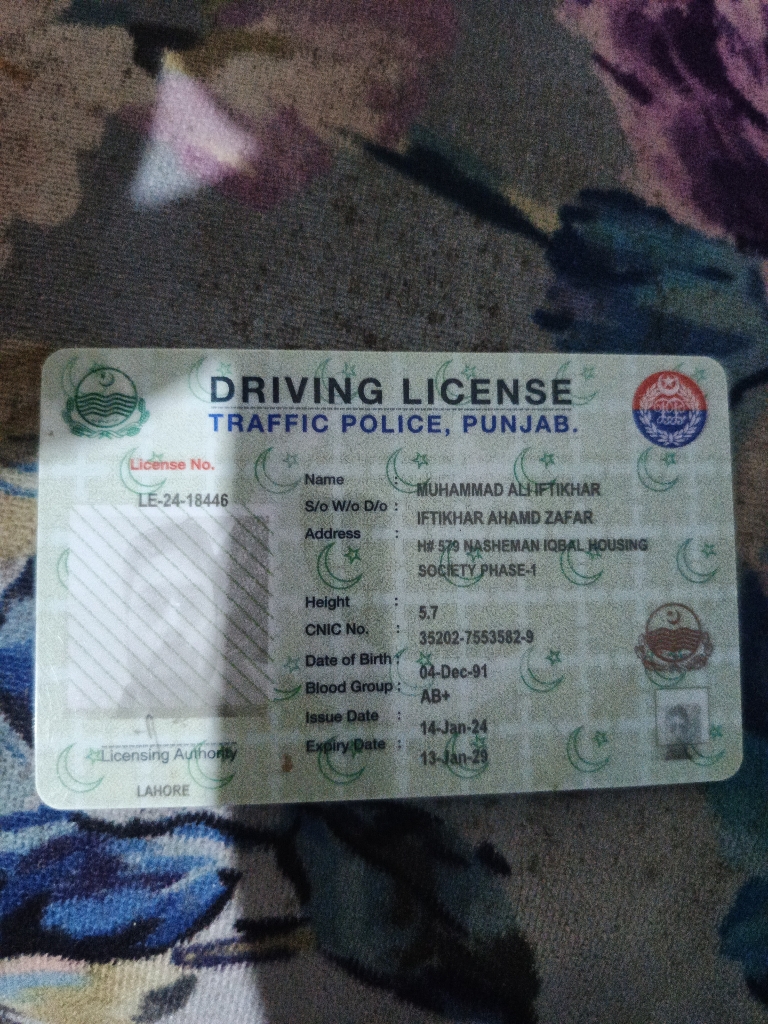 DRIVING LICENSE
TRAFFIC POLICE, PUNJAB.
License No.
LE-24-18446
Name : MUHAMMAD ALI IFTIKHAR
S/o W/o D/o : IFTIKHAR AHAMD ZAFAR
Address : H# 579 NASHEMAN IQBAL HOUSING
SOCIETY PHASE-1
Height : 5.7
CNIC No. : 35202-7553582-9
Date of Birth : 04-Dec-91
Blood Group : AB+
Issue Date : 14-Jan-24
Expiry Date : 13-Jan-29
Licensing Authority
LAHORE